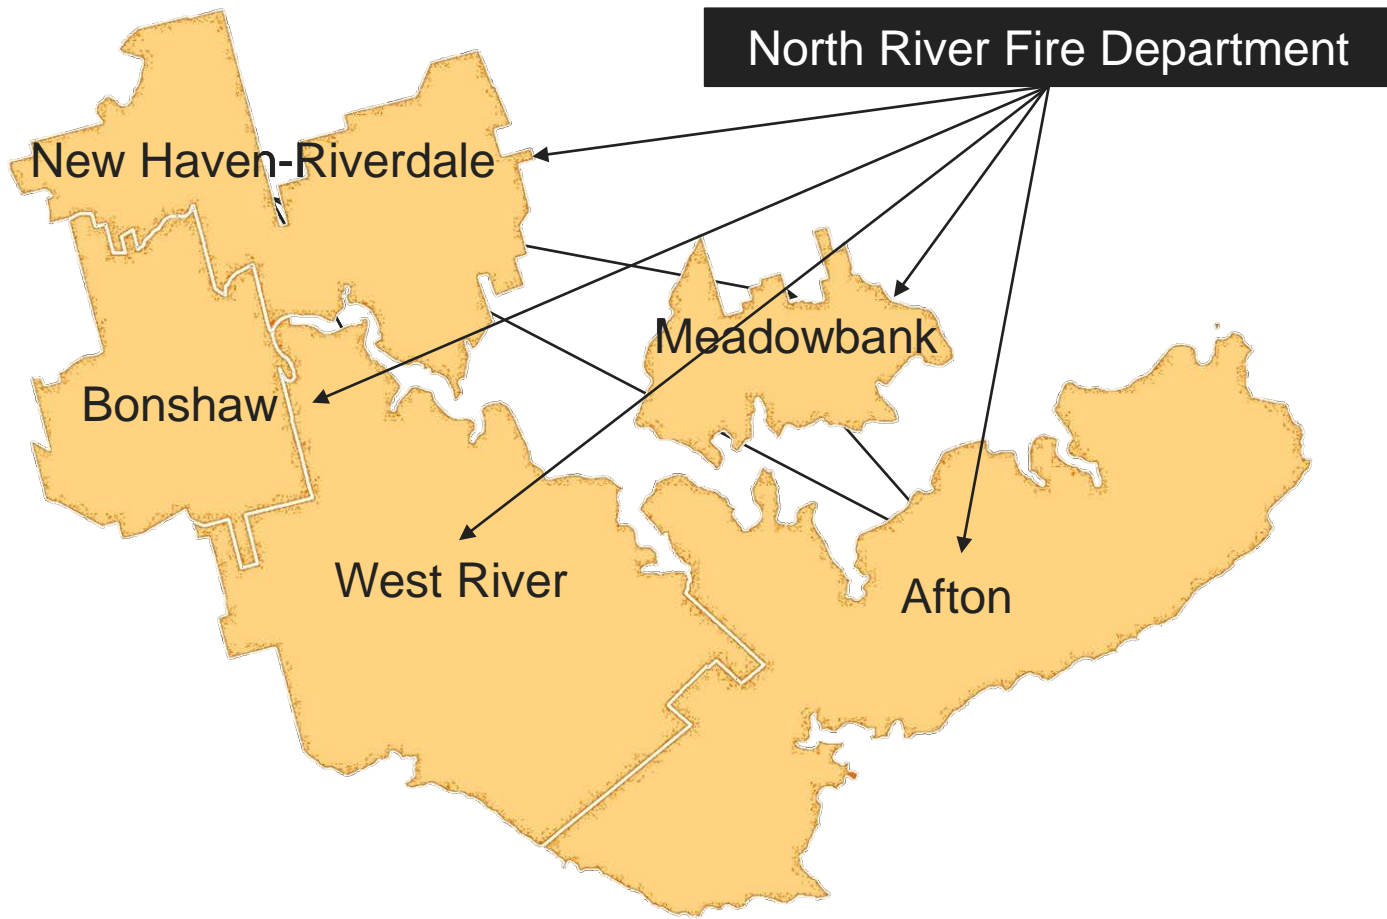 North River Fire Department
New Haven-Riverdale
Meadowbank
Bonshaw
West River
Afton